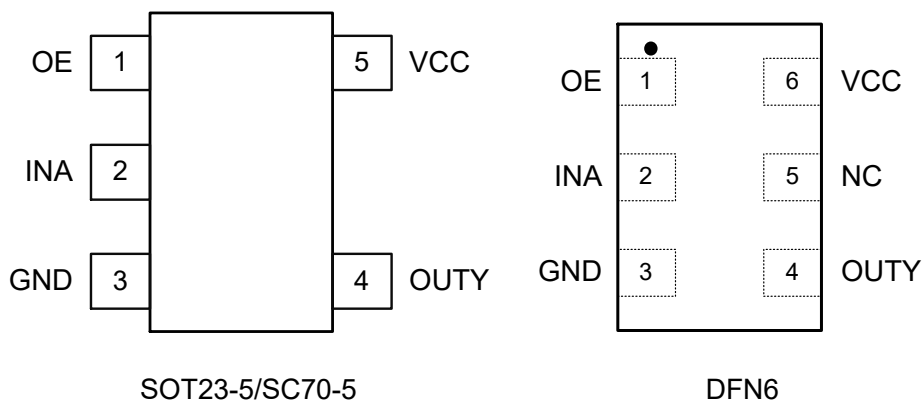 OE 1 5 VCC
INA 2
GND 3 4 OUTY
SOT23-5/SC70-5
OE 1 6 VCC
INA 2 5 NC
GND 3 4 OUTY
DFN6